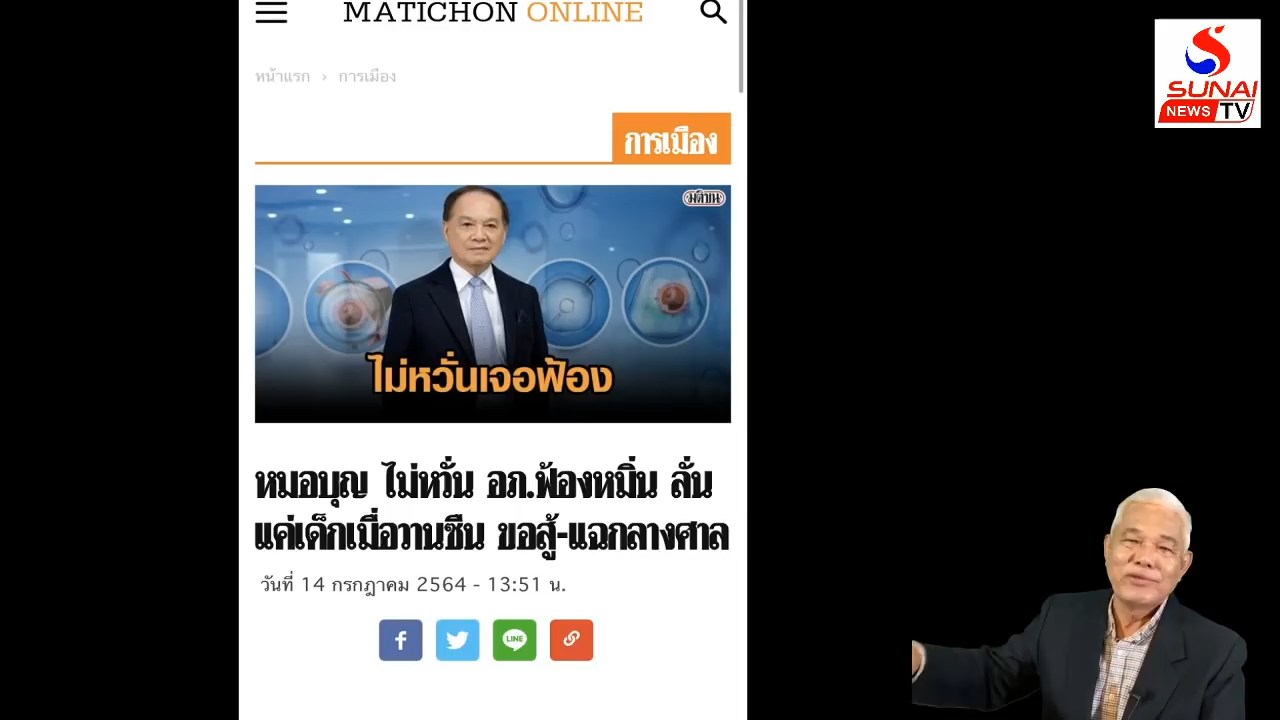 MATICHON ONLINE
SUNAI
NEWS TV
หน้าแรก › การเมือง
การเมือง
มติชน
ไม่หวั่นเจอฟ้อง
หมอบุญ ไม่หวั่น อภ.ฟ้องหมิ่น ลั่น
แค่เด็กเมื่อวานซืน ขอสู้-แฉกลางศาล
วันที่ 14 กรกฎาคม 2564 - 13:51 น.
LINE